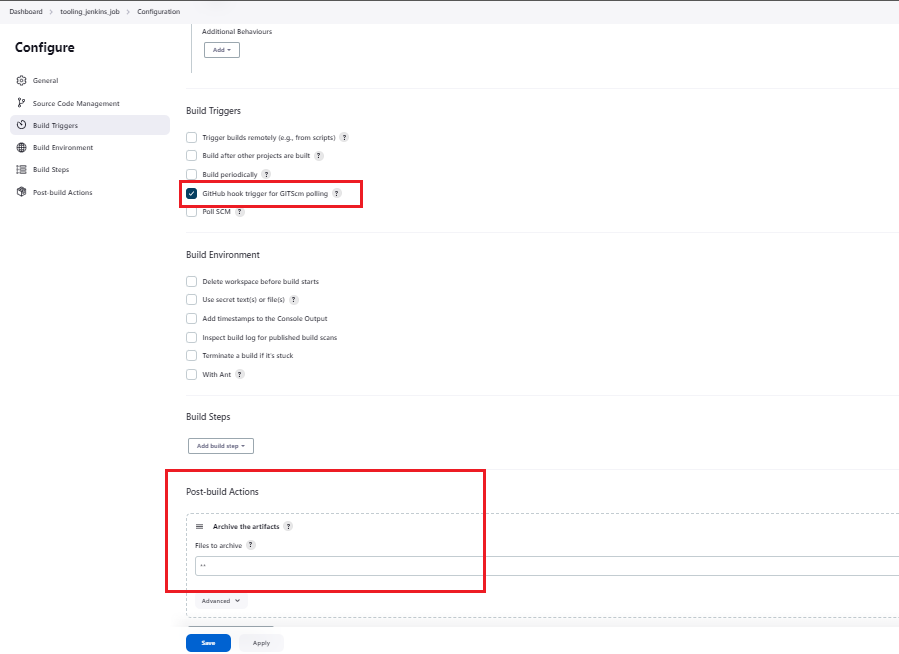 Dashboard > tooling_jenkins_job > Configuration
Configure
General
Source Code Management
Build Triggers
Build Environment
Build Steps
Post-build Actions
Additional Behaviours
Add
Build Triggers
Trigger builds remotely (e.g., from scripts) ?
Build after other projects are built ?
Build periodically ?
GitHub hook trigger for GITScm polling ?
Poll SCM ?
Build Environment
Delete workspace before build starts
Use secret text(s) or file(s) ?
Add timestamps to the Console Output
Inspect build log for published build scans
Terminate a build if it's stuck
With Ant ?
Build Steps
Add build step
Post-build Actions
Archive the artifacts ?
Files to archive ?
**
Advanced
Save
Apply